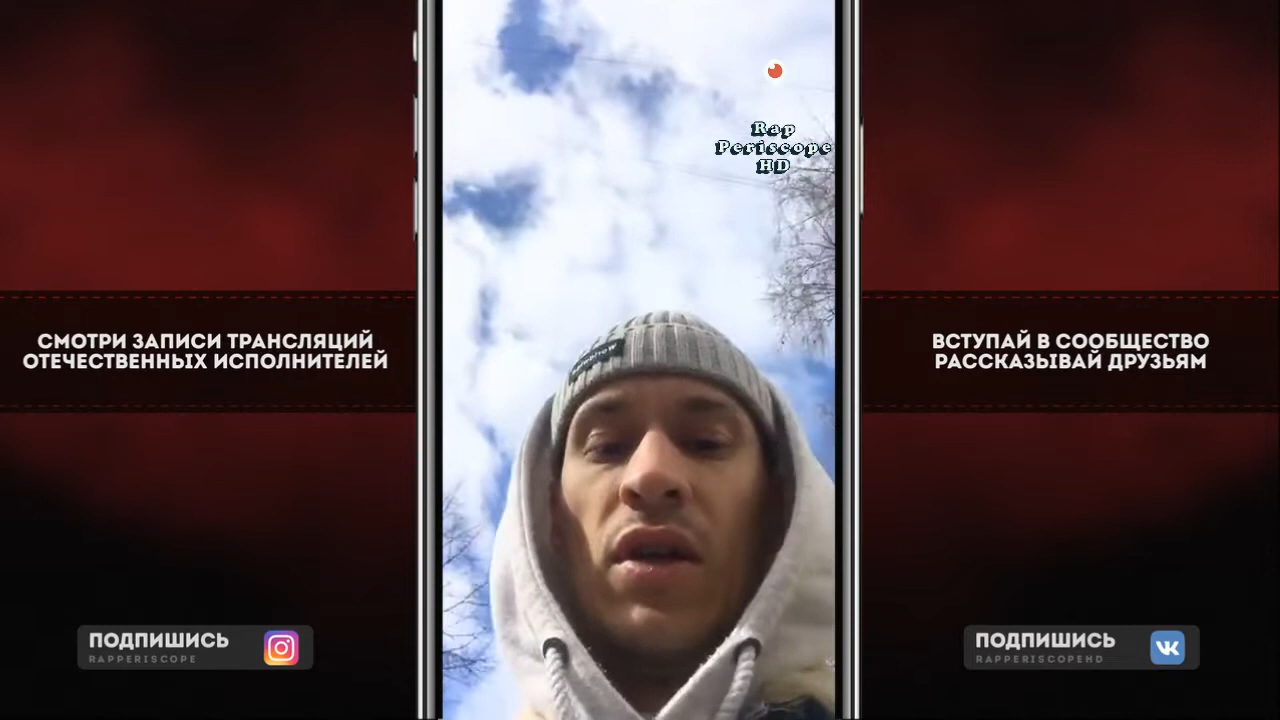 Rap
Periscope
HD
СМОТРИ ЗАПИСИ ТРАНСЛЯЦИЙ
ОТЕЧЕСТВЕННЫХ ИСПОЛНИТЕЛЕЙ
ВСТУПАЙ В СООБЩЕСТВО
РАССКАЗЫВАЙ ДРУЗЬЯМ
ПОДПИШИСЬ
RAPPERISCOPE
ПОДПИШИСЬ
RAPPERISCOPEHD